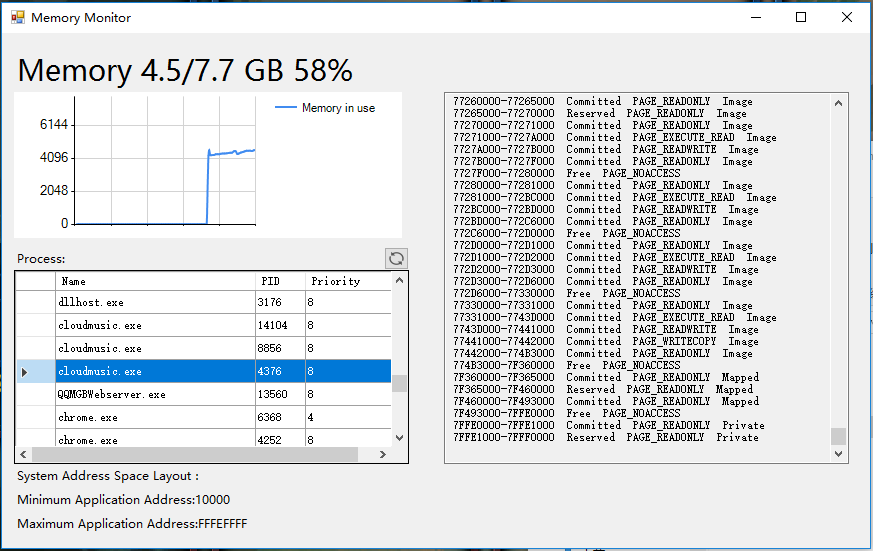 Memory Monitor
Memory 4.5/7.7 GB 58%
Memory in use
6144
4096
2048
0
Process:
Name PID Priority
dllhost.exe 3176 8
cloudmusic.exe 14104 8
cloudmusic.exe 8856 8
cloudmusic.exe 4376 8
QQMGBWebserver.exe 13560 8
chrome.exe 6368 4
chrome.exe 4252 8
System Address Space Layout :
Minimum Application Address:10000
Maximum Application Address:FFFEFFFF
77260000-77265000 Committed PAGE_READONLY Image
77265000-77270000 Reserved PAGE_READONLY Image
77270000-77271000 Committed PAGE_READONLY Image
77271000-7727A000 Committed PAGE_EXECUTE_READ Image
7727A000-7727B000 Committed PAGE_READWRITE Image
7727B000-7727F000 Committed PAGE_READONLY Image
7727F000-77280000 Free PAGE_NOACCESS
77280000-77281000 Committed PAGE_READONLY Image
77281000-772BC000 Committed PAGE_EXECUTE_READ Image
772BC000-772BD000 Committed PAGE_READWRITE Image
772BD000-772C6000 Committed PAGE_READONLY Image
772C6000-772D0000 Free PAGE_NOACCESS
772D0000-772D1000 Committed PAGE_READONLY Image
772D1000-772D2000 Committed PAGE_EXECUTE_READ Image
772D2000-772D3000 Committed PAGE_READWRITE Image
772D3000-772D6000 Committed PAGE_READONLY Image
772D6000-77330000 Free PAGE_NOACCESS
77330000-77331000 Committed PAGE_READONLY Image
77331000-7743D000 Committed PAGE_EXECUTE_READ Image
7743D000-77441000 Committed PAGE_READWRITE Image
77441000-77442000 Committed PAGE_WRITECOPY Image
77442000-774B3000 Committed PAGE_READONLY Image
774B3000-7F360000 Free PAGE_NOACCESS
7F360000-7F365000 Committed PAGE_READONLY Mapped
7F365000-7F460000 Reserved PAGE_READONLY Mapped
7F460000-7F493000 Committed PAGE_READONLY Mapped
7F493000-7FFE0000 Free PAGE_NOACCESS
7FFE0000-7FFE1000 Committed PAGE_READONLY Private
7FFE1000-7FFF0000 Reserved PAGE_READONLY Private